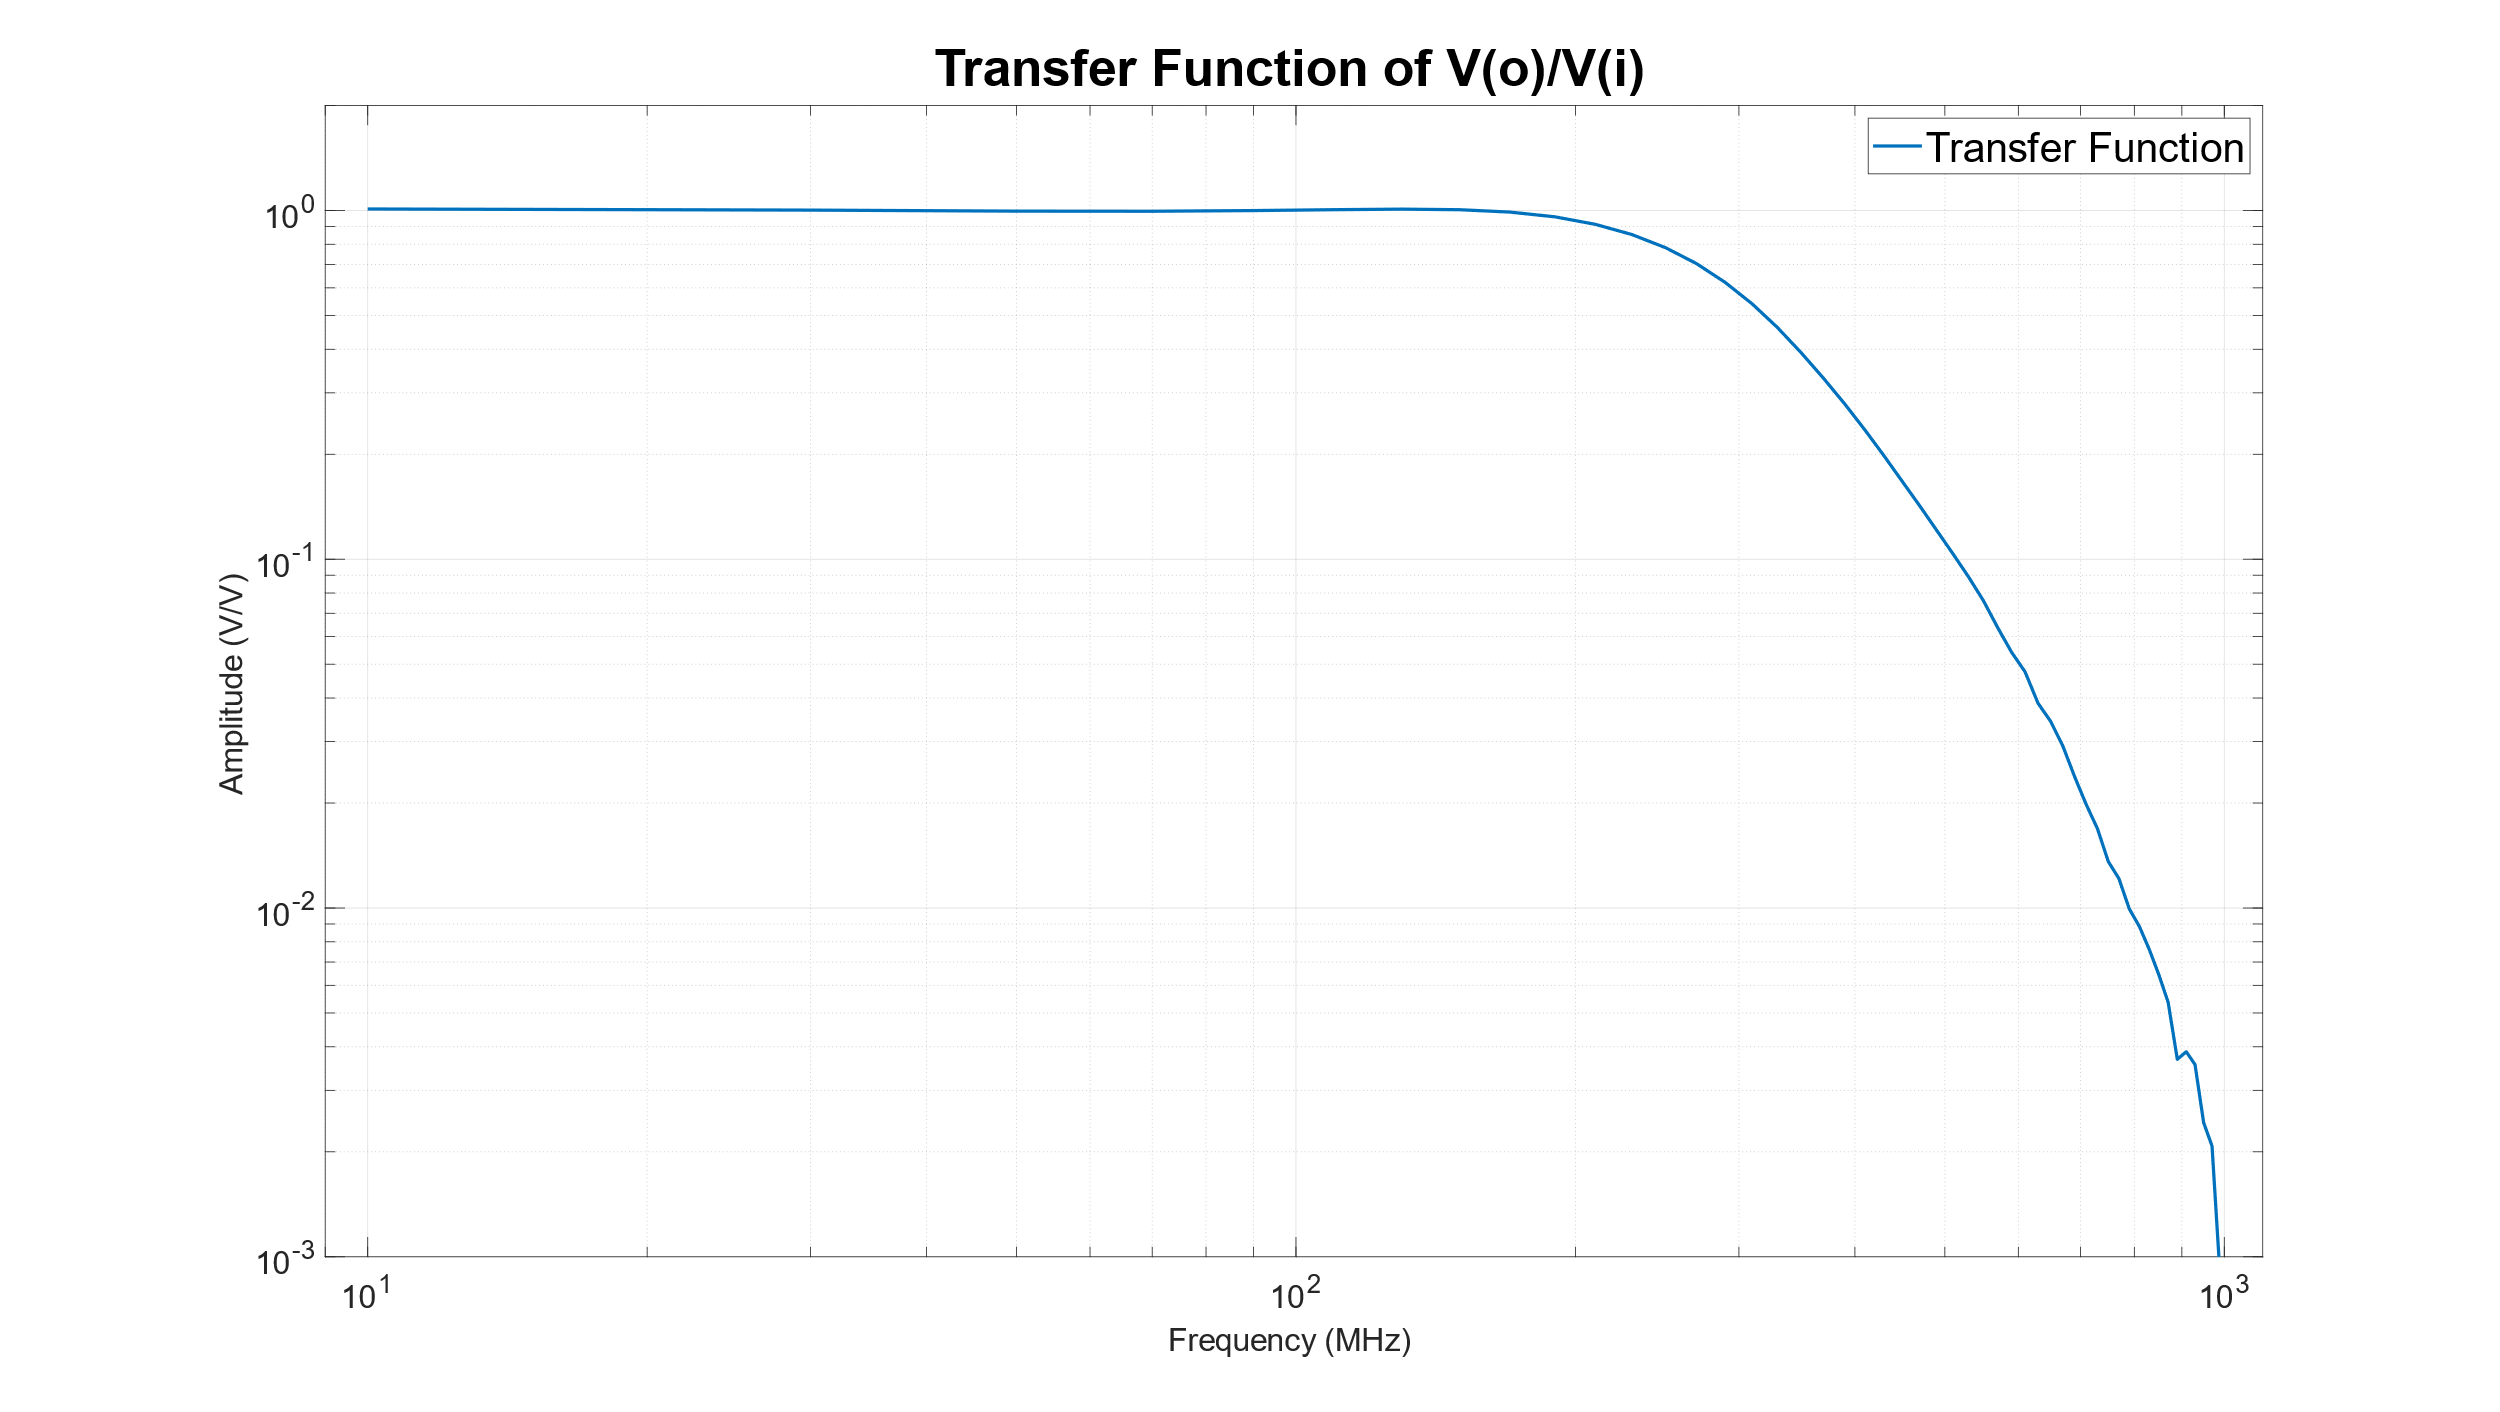 Transfer Function of V(o)/V(i)
Transfer Function
10^0
10^-1
10^-2
10^-3
Amplitude (V/V)
10^1 10^2 10^3
Frequency (MHz)